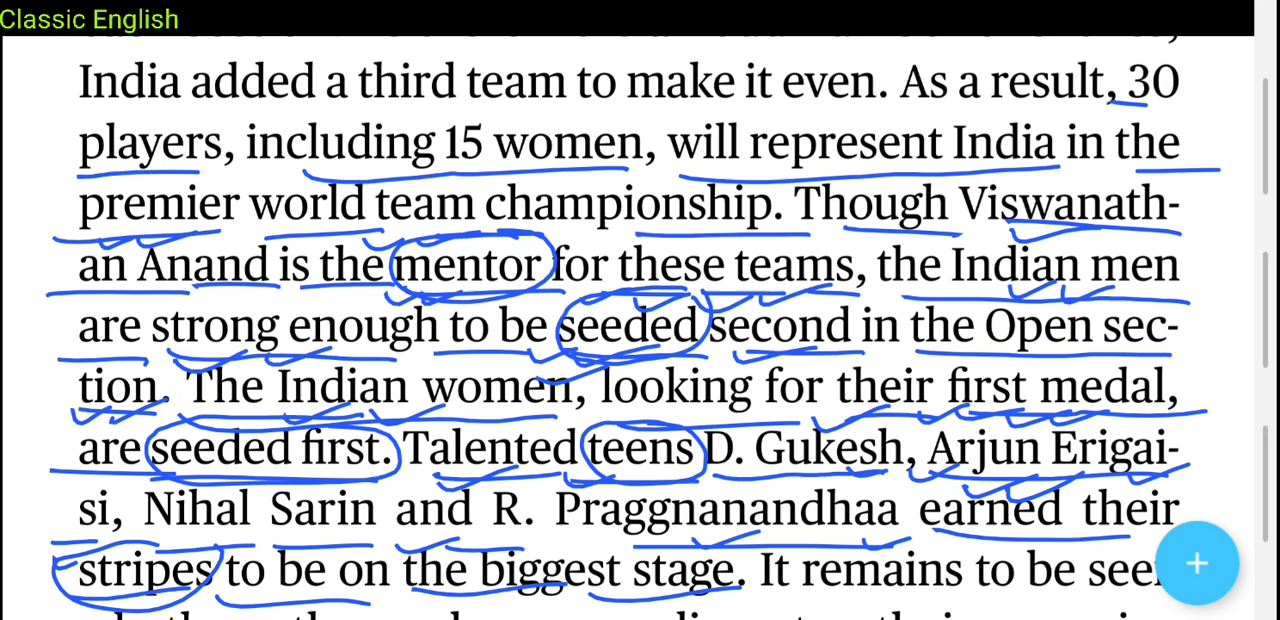 Classic English
India added a third team to make it even. As a result, 30
players, including 15 women, will represent India in the
premier world team championship. Though Viswanath-
an Anand is the mentor for these teams, the Indian men
are strong enough to be seeded second in the Open sec-
tion. The Indian women, looking for their first medal,
are seeded first. Talented teens D. Gukesh, Arjun Erigai-
si, Nihal Sarin and R. Praggnanandhaa earned their
stripes to be on the biggest stage. It remains to be seen